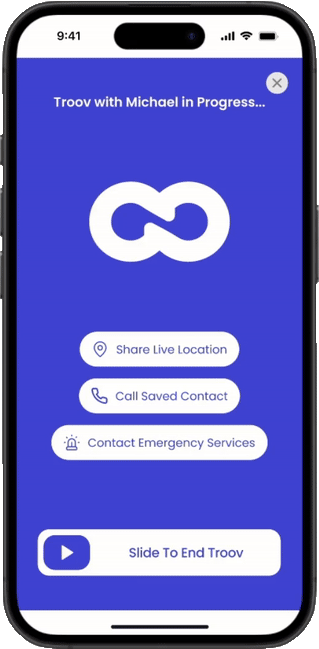 9:41
Troov with Michael in Progress...
Share Live Location
Call Saved Contact
Contact Emergency Services
Slide To End Troov